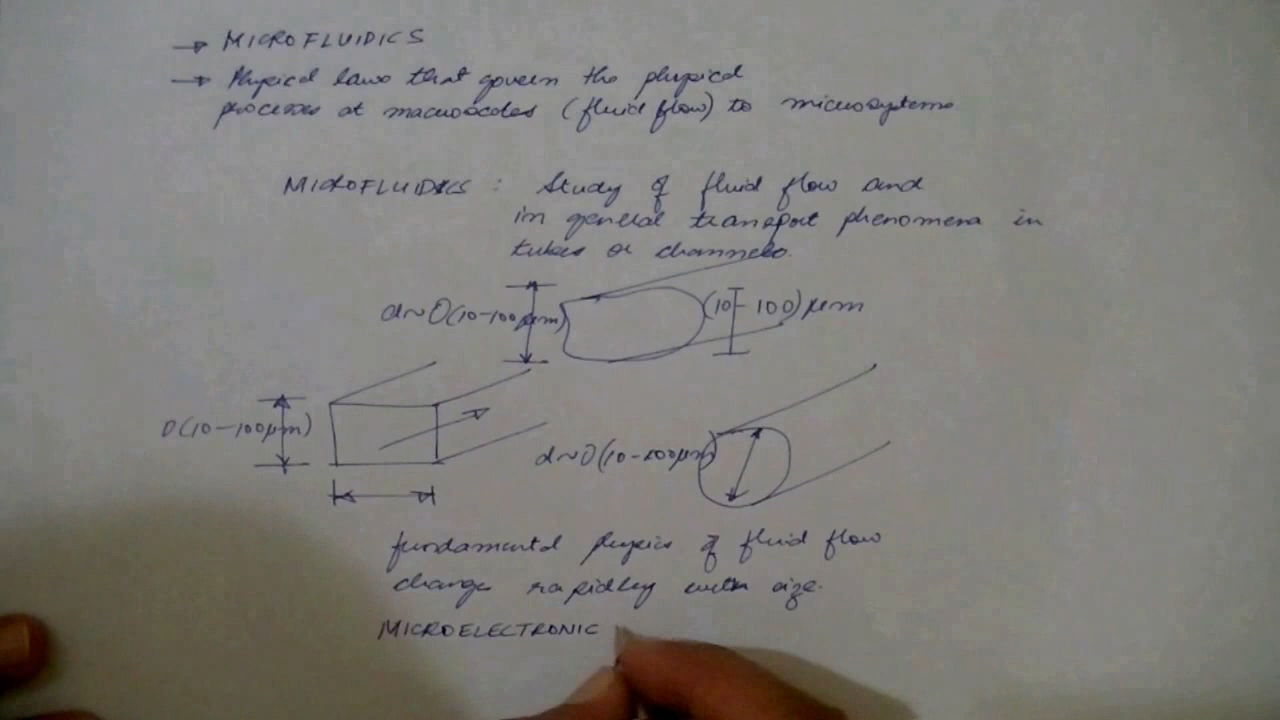 → MICROFLUIDICS
→ Physical laws that govern the physical
processes at macroscales (fluid flow) to microsystems
MICROFLUIDICS : Study of fluid flow and
in general transport phenomena in
tubes or channels.
d~O(10-100μm)
(10-100)μm
O(10-100μm)
d~O(10-100μm)
fundamental physics of fluid flow
change rapidley with size.
MICROELECTRONIC